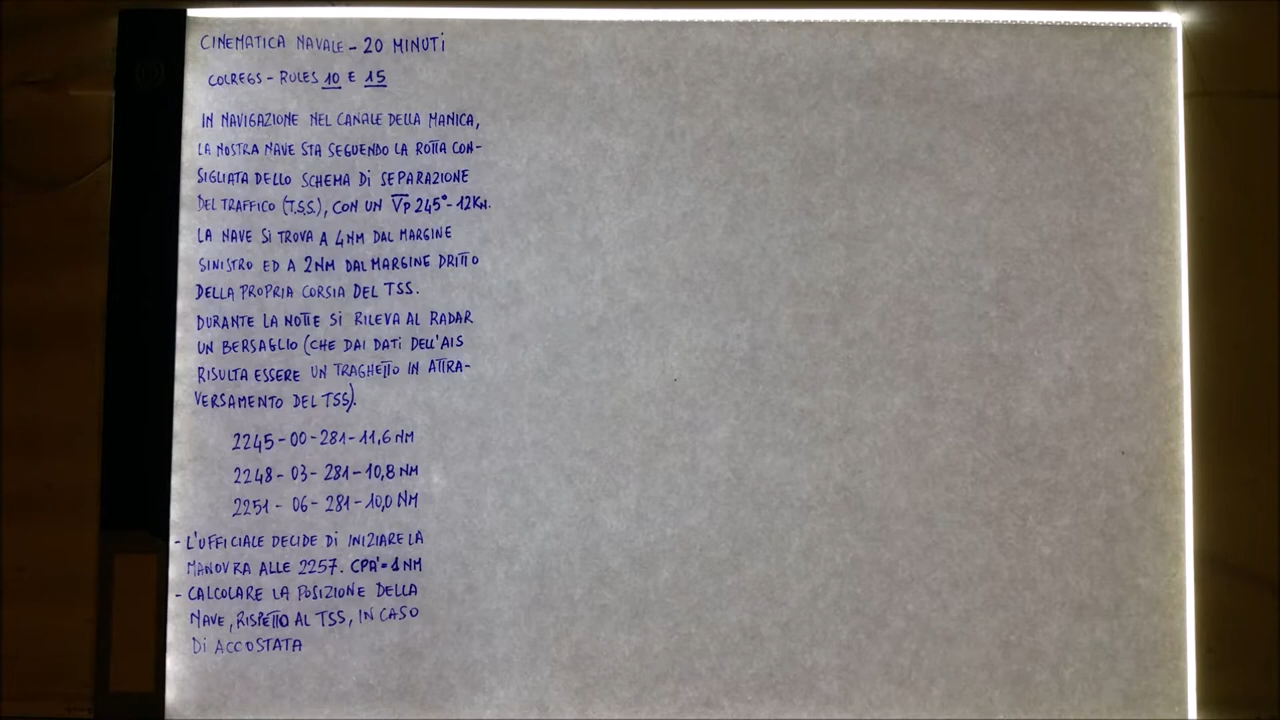 CINEMATICA NAVALE - 20 MINUTI
COLREGS - RULES 10 E 15
IN NAVIGAZIONE NEL CANALE DELLA MANICA,
LA NOSTRA NAVE STA SEGUENDO LA ROTTA CON-
SIGLIATA DELLO SCHEMA DI SEPARAZIONE
DEL TRAFFICO (T.S.S.), CON UN V̅p 245° - 12KN.
LA NAVE SI TROVA A 4NM DAL MARGINE
SINISTRO ED A 2NM DAL MARGINE DRITTO
DELLA PROPRIA CORSIA DEL TSS.
DURANTE LA NOTTE SI RILEVA AL RADAR
UN BERSAGLIO (CHE DAI DATI DELL'AIS
RISULTA ESSERE UN TRAGHETTO IN ATTRA-
VERSAMENTO DEL TSS).
2245 - 00 - 281 - 11,6 NM
2248 - 03 - 281 - 10,8 NM
2251 - 06 - 281 - 10,0 NM
- L'UFFICIALE DECIDE DI INIZIARE LA
MANOVRA ALLE 2257. CPA' = 1 NM
- CALCOLARE LA POSIZIONE DELLA
NAVE, RISPETTO AL TSS, IN CASO
DI ACCOSTATA